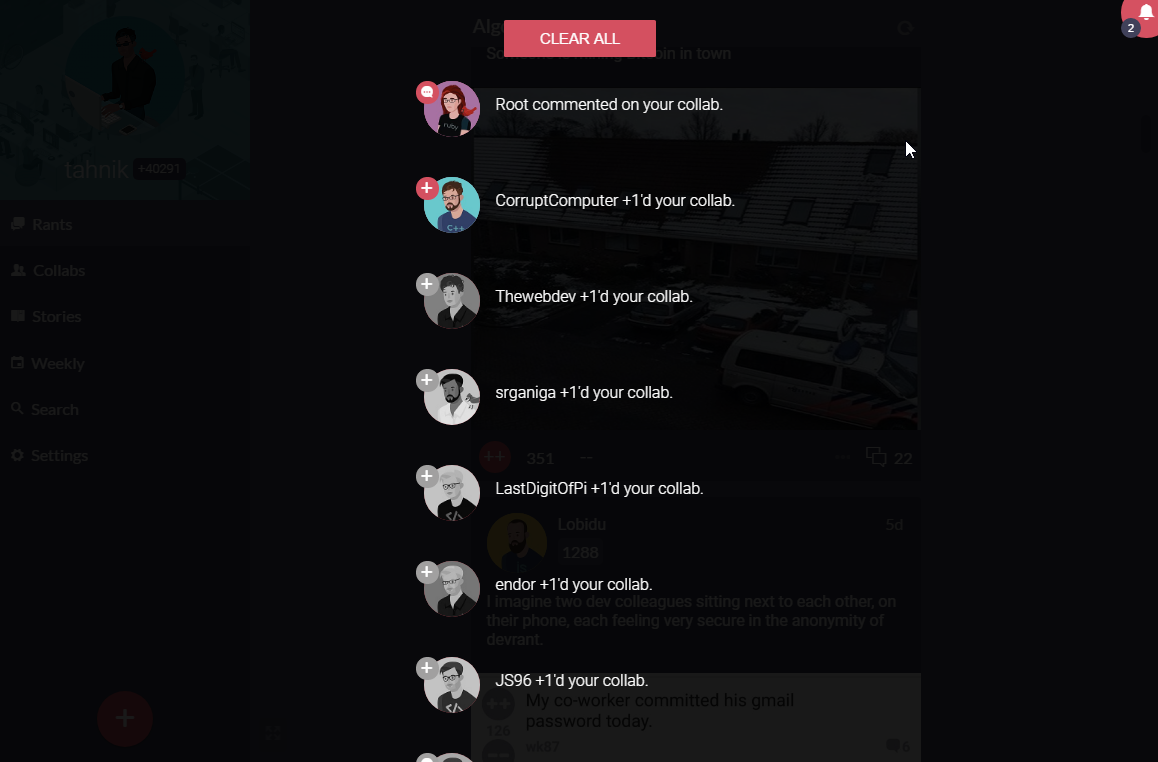 Algo
CLEAR ALL
2
in in town
Root commented on your collab.
tahnik +40291
CorruptComputer +1'd your collab.
Rants
Collabs
Thewebdev +1'd your collab.
Stories
Weekly
srganiga +1'd your collab.
Search
Settings
++ 351 -- 22
LastDigitOfPi +1'd your collab.
Lobidu 5d
1288
endor +1'd your collab.
I imagine two dev colleagues sitting next to each other, on
their phone, each feeling very secure in the anonymity of
devrant.
JS96 +1'd your collab.
My co-worker committed his gmail
password today.
++
126
--
wk87 6
C++